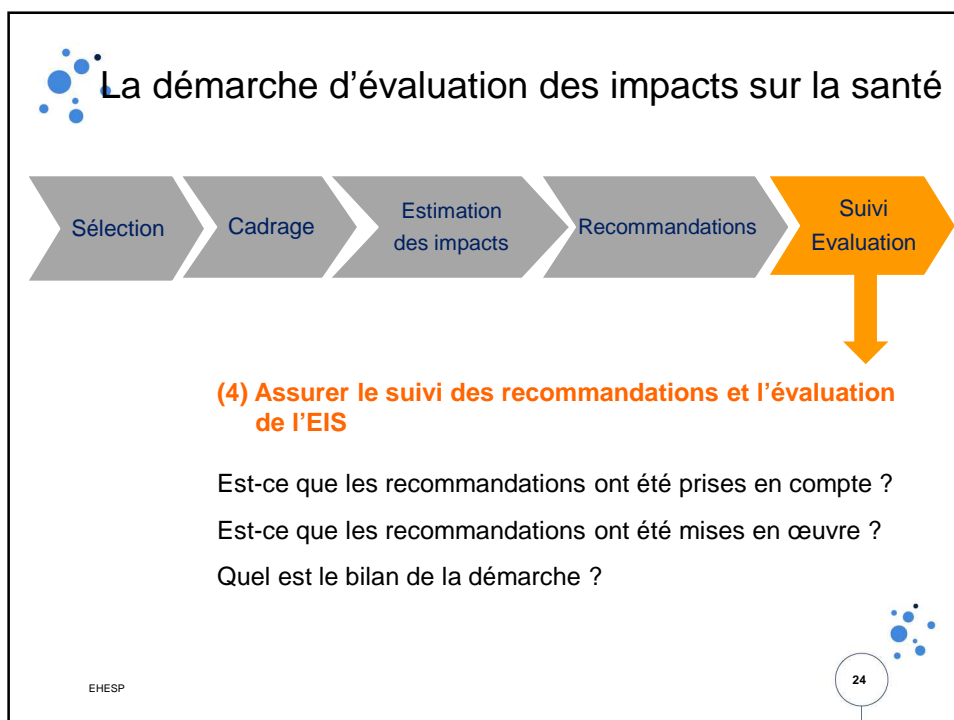 La démarche d’évaluation des impacts sur la santé
Sélection
Cadrage
Estimation
des impacts
Recommandations
Suivi
Evaluation
(4) Assurer le suivi des recommandations et l’évaluation
de l’EIS
Est-ce que les recommandations ont été prises en compte ?
Est-ce que les recommandations ont été mises en œuvre ?
Quel est le bilan de la démarche ?
EHESP
24